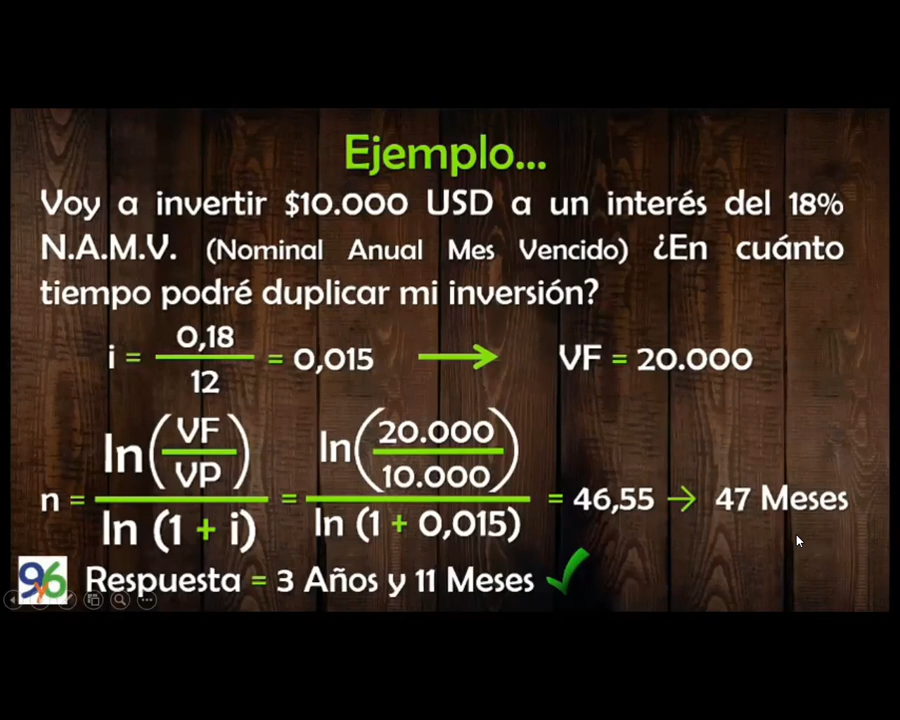 Ejemplo...
Voy a invertir $10.000 USD a un interés del 18%
N.A.M.V. (Nominal Anual Mes Vencido) ¿En cuánto
tiempo podré duplicar mi inversión?
i = 0,18 / 12 = 0,015 → VF = 20.000
n = ln(VF / VP) / ln (1 + i) = ln(20.000 / 10.000) / ln (1 + 0,015) = 46,55 → 47 Meses
96 Respuesta = 3 Años y 11 Meses ✓